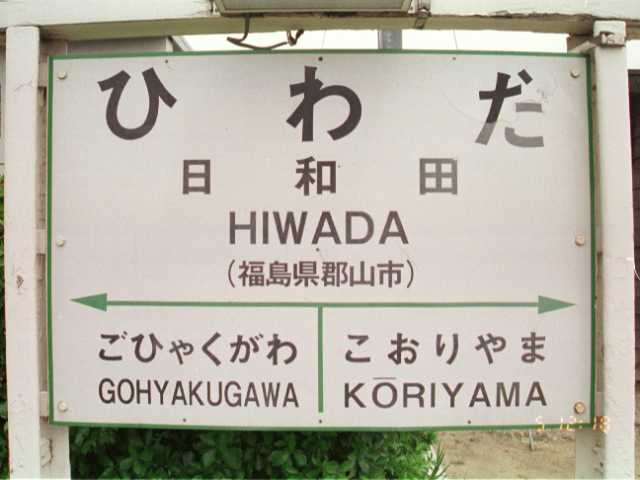 ひわだ
日和田
HIWADA
(福島県郡山市)
ごひゃくがわ こおりやま
GOHYAKUGAWA KŌRIYAMA